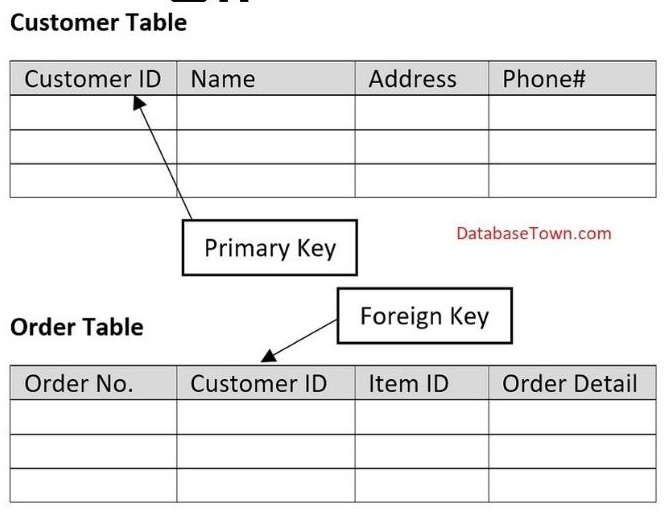 Customer Table
Customer ID Name Address Phone#
Primary Key
DatabaseTown.com
Foreign Key
Order Table
Order No. Customer ID Item ID Order Detail